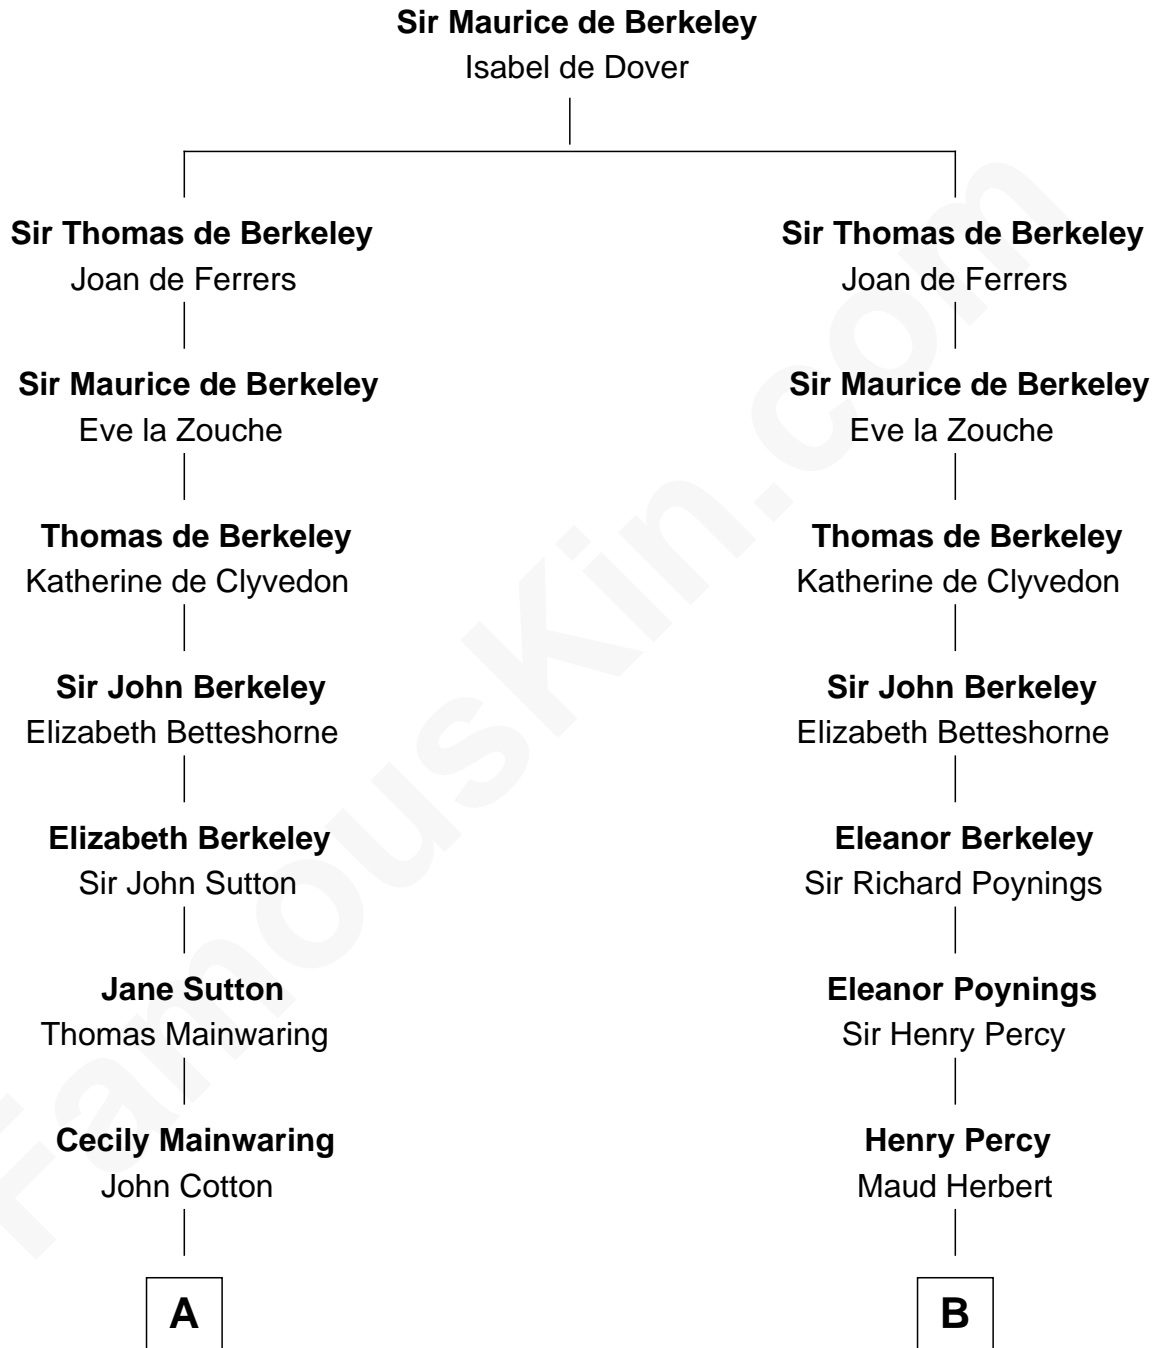 Sir Maurice de Berkeley
Isabel de Dover
Sir Thomas de Berkeley
Joan de Ferrers
Sir Maurice de Berkeley
Eve la Zouche
Thomas de Berkeley
Katherine de Clyvedon
Sir John Berkeley
Elizabeth Betteshorne
Elizabeth Berkeley
Sir John Sutton
Jane Sutton
Thomas Mainwaring
Cecily Mainwaring
John Cotton
A
Sir Thomas de Berkeley
Joan de Ferrers
Sir Maurice de Berkeley
Eve la Zouche
Thomas de Berkeley
Katherine de Clyvedon
Sir John Berkeley
Elizabeth Betteshorne
Eleanor Berkeley
Sir Richard Poynings
Eleanor Poynings
Sir Henry Percy
Henry Percy
Maud Herbert
B
FamousKin.com